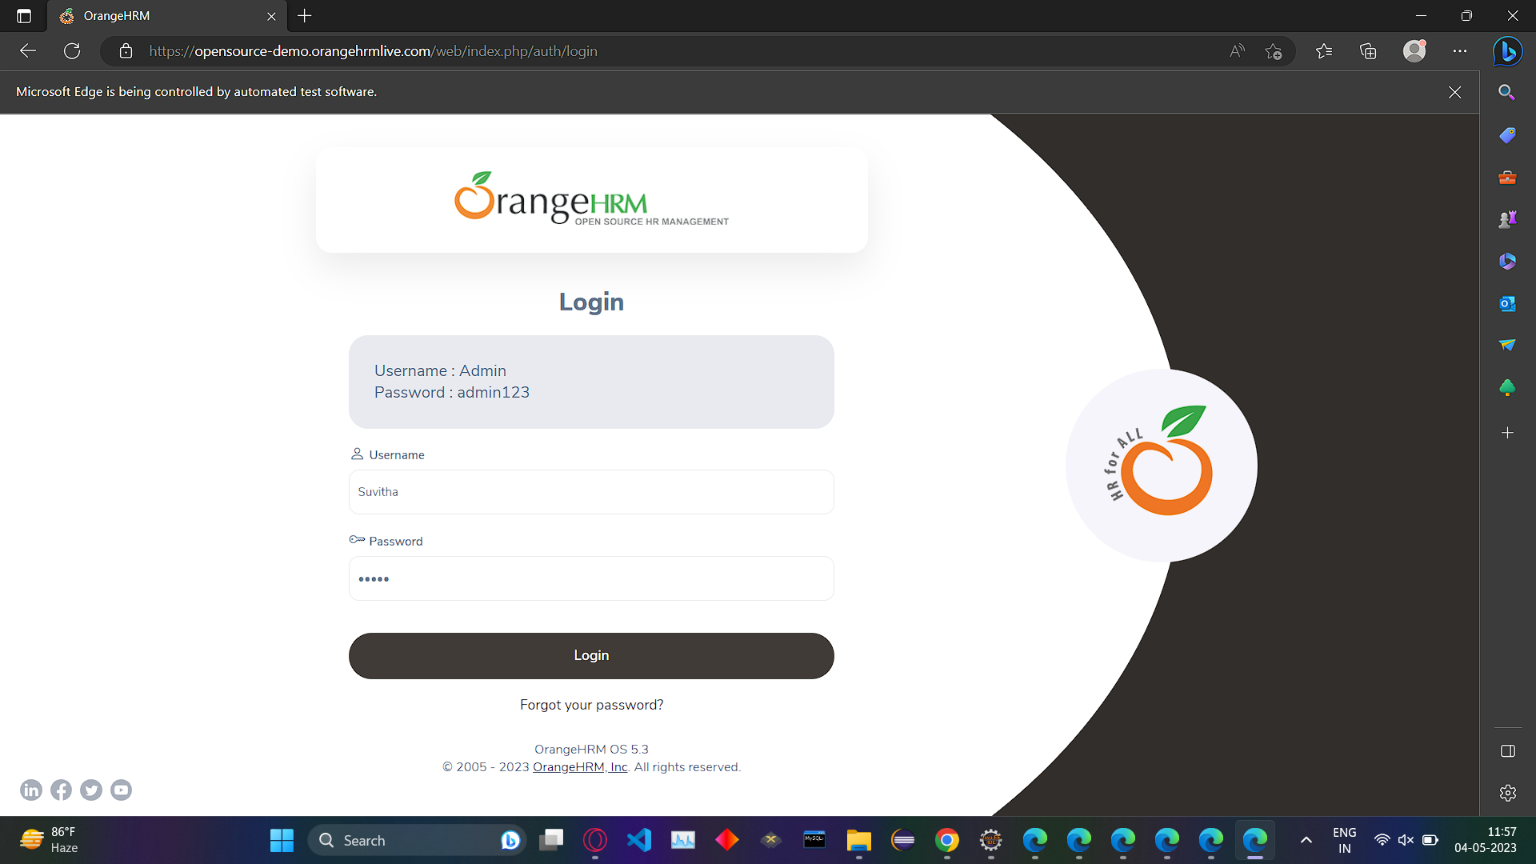 OrangeHRM
https://opensource-demo.orangehrmlive.com/web/index.php/auth/login
Microsoft Edge is being controlled by automated test software.
OrangeHRM
OPEN SOURCE HR MANAGEMENT
Login
Username : Admin
Password : admin123
Username
Suvitha
Password
•••••
Login
Forgot your password?
OrangeHRM OS 5.3
© 2005 - 2023 OrangeHRM, Inc. All rights reserved.
HR for ALL
86°F
Haze
Search
MySQL
ENG
IN
11:57
04-05-2023